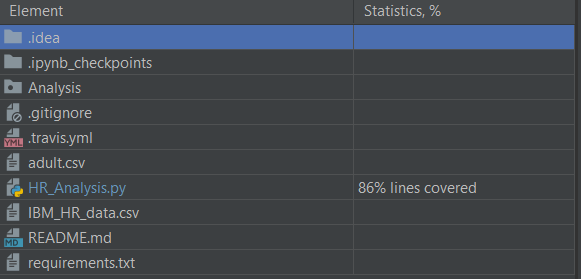 Element Statistics, %
.idea
.ipynb_checkpoints
Analysis
.gitignore
YML .travis.yml
adult.csv
HR_Analysis.py 86% lines covered
IBM_HR_data.csv
MD README.md
requirements.txt